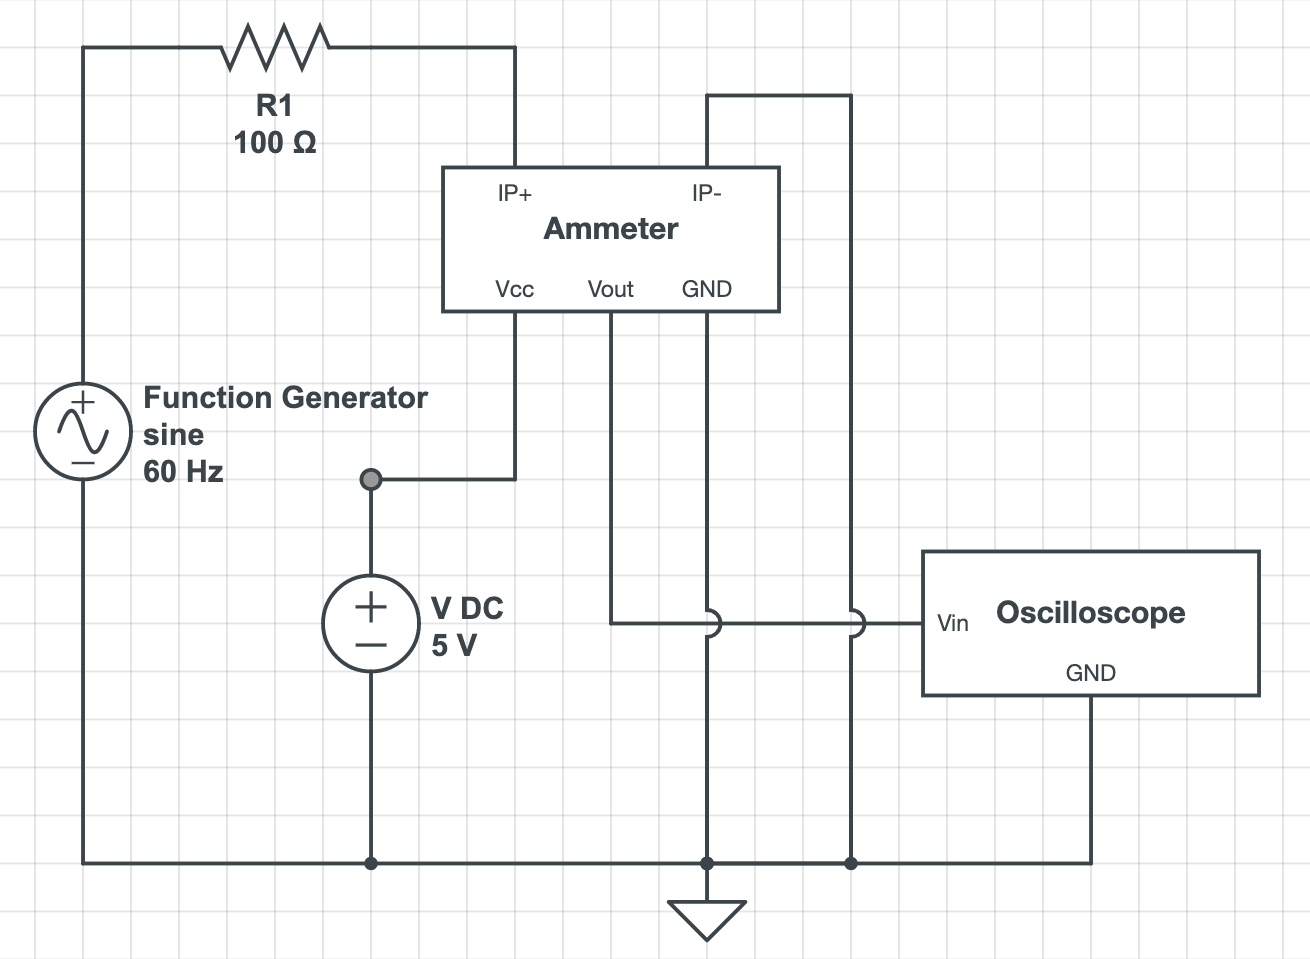 R1
100 Ω
IP+
IP-
Ammeter
Vcc
Vout
GND
Function Generator
sine
60 Hz
V DC
5 V
Vin
Oscilloscope
GND